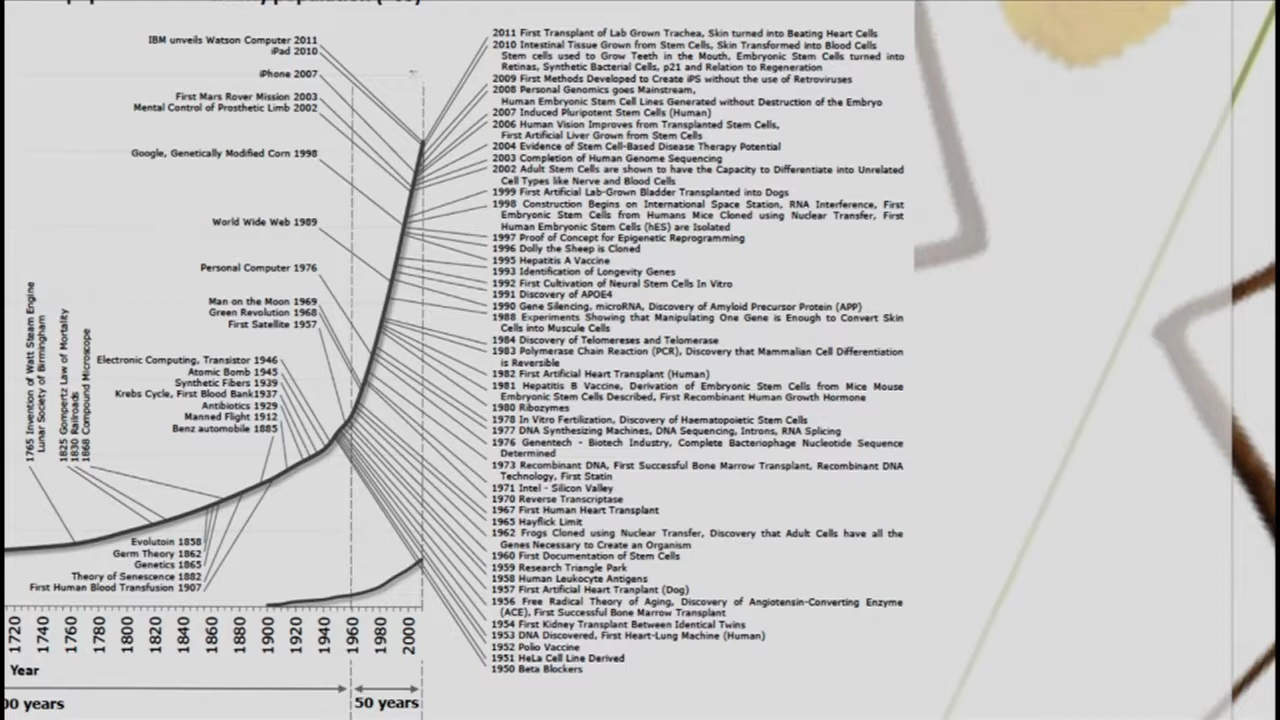 IBM unveils Watson Computer 2011
iPad 2010
iPhone 2007
First Mars Rover Mission 2003
Mental Control of Prosthetic Limb 2002
Google, Genetically Modified Corn 1998
World Wide Web 1989
Personal Computer 1976
Man on the Moon 1969
Green Revolution 1968
First Satellite 1957
Electronic Computing, Transistor 1946
Atomic Bomb 1945
Synthetic Fibers 1939
Krebs Cycle, First Blood Bank1937
Antibiotics 1929
Manned Flight 1912
Benz automobile 1885
1765 Invention of Watt Steam Engine
Lunar Society of Birmingham
1825 Gompertz Law of Mortality
1830 Railroads
1868 Compound Microscope
Evolutoin 1858
Germ Theory 1862
Genetics 1865
Theory of Senescence 1882
First Human Blood Transfusion 1907
2011 First Transplant of Lab Grown Trachea, Skin turned into Beating Heart Cells
2010 Intestinal Tissue Grown from Stem Cells, Skin Transformed into Blood Cells
Stem cells used to Grow Teeth in the Mouth, Embryonic Stem Cells turned into
Retinas, Synthetic Bacterial Cells, p21 and Relation to Regeneration
2009 First Methods Developed to Create iPS without the use of Retroviruses
2008 Personal Genomics goes Mainstream,
Human Embryonic Stem Cell Lines Generated without Destruction of the Embryo
2007 Induced Pluripotent Stem Cells (Human)
2006 Human Vision Improves from Transplanted Stem Cells,
First Artificial Liver Grown from Stem Cells
2004 Evidence of Stem Cell-Based Disease Therapy Potential
2003 Completion of Human Genome Sequencing
2002 Adult Stem Cells are shown to have the Capacity to Differentiate into Unrelated
Cell Types like Nerve and Blood Cells
1999 First Artificial Lab-Grown Bladder Transplanted into Dogs
1998 Construction Begins on International Space Station, RNA Interference, First
Embryonic Stem Cells from Humans Mice Cloned using Nuclear Transfer, First
Human Embryonic Stem Cells (hES) are Isolated
1997 Proof of Concept for Epigenetic Reprogramming
1996 Dolly the Sheep is Cloned
1995 Hepatitis A Vaccine
1993 Identification of Longevity Genes
1992 First Cultivation of Neural Stem Cells In Vitro
1991 Discovery of APOE4
1990 Gene Silencing, microRNA, Discovery of Amyloid Precursor Protein (APP)
1988 Experiments Showing that Manipulating One Gene is Enough to Convert Skin
Cells into Muscle Cells
1984 Discovery of Telomereses and Telomerase
1983 Polymerase Chain Reaction (PCR), Discovery that Mammalian Cell Differentiation
is Reversible
1982 First Artificial Heart Transplant (Human)
1981 Hepatitis B Vaccine, Derivation of Embryonic Stem Cells from Mice Mouse
Embryonic Stem Cells Described, First Recombinant Human Growth Hormone
1980 Ribozymes
1978 In Vitro Fertilization, Discovery of Haematopoietic Stem Cells
1977 DNA Synthesizing Machines, DNA Sequencing, Introns, RNA Splicing
1976 Genentech - Biotech Industry, Complete Bacteriophage Nucleotide Sequence
Determined
1973 Recombinant DNA, First Successful Bone Marrow Transplant, Recombinant DNA
Technology, First Statin
1971 Intel - Silicon Valley
1970 Reverse Transcriptase
1967 First Human Heart Transplant
1965 Hayflick Limit
1962 Frogs Cloned using Nuclear Transfer, Discovery that Adult Cells have all the
Genes Necessary to Create an Organism
1960 First Documentation of Stem Cells
1959 Research Triangle Park
1958 Human Leukocyte Antigens
1957 First Artificial Heart Tranplant (Dog)
1956 Free Radical Theory of Aging, Discovery of Angiotensin-Converting Enzyme
(ACE), First Successful Bone Marrow Transplant
1954 First Kidney Transplant Between Identical Twins
1953 DNA Discovered, First Heart-Lung Machine (Human)
1952 Polio Vaccine
1951 HeLa Cell Line Derived
1950 Beta Blockers
1720 1740 1760 1780 1800 1820 1840 1860 1880 1900 1920 1940 1960 1980 2000
Year
00 years
50 years